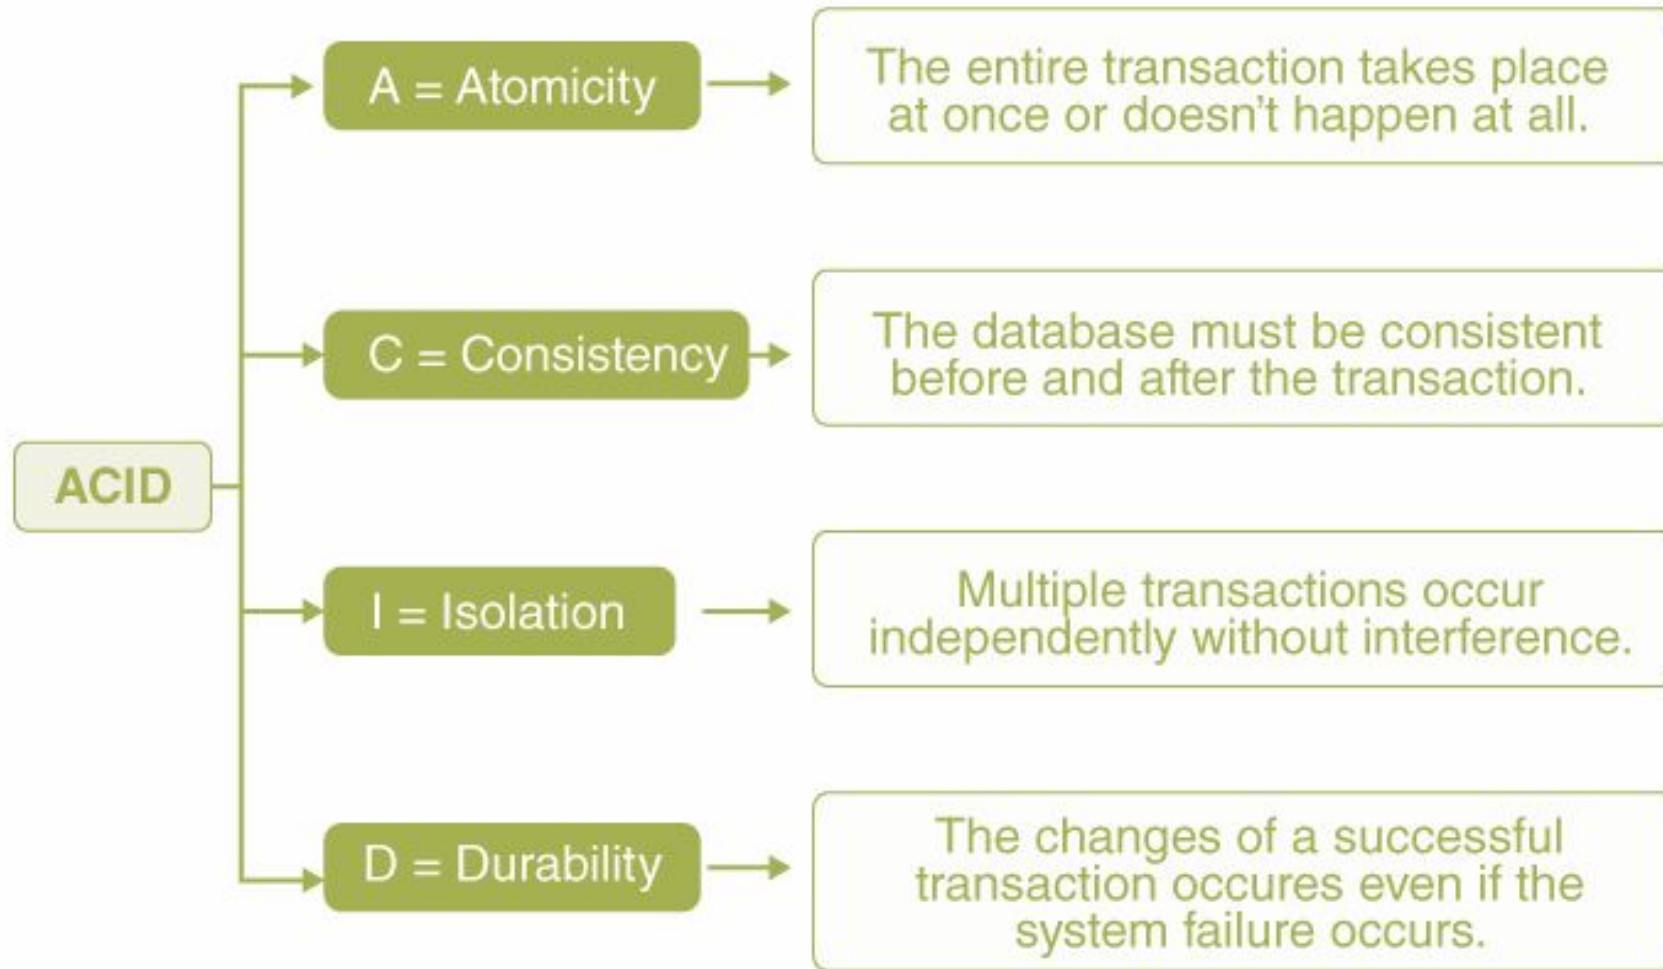 A = Atomicity
The entire transaction takes place
at once or doesn't happen at all.
C = Consistency
The database must be consistent
before and after the transaction.
ACID
I = Isolation
Multiple transactions occur
independently without interference.
D = Durability
The changes of a successful
transaction occures even if the
system failure occurs.